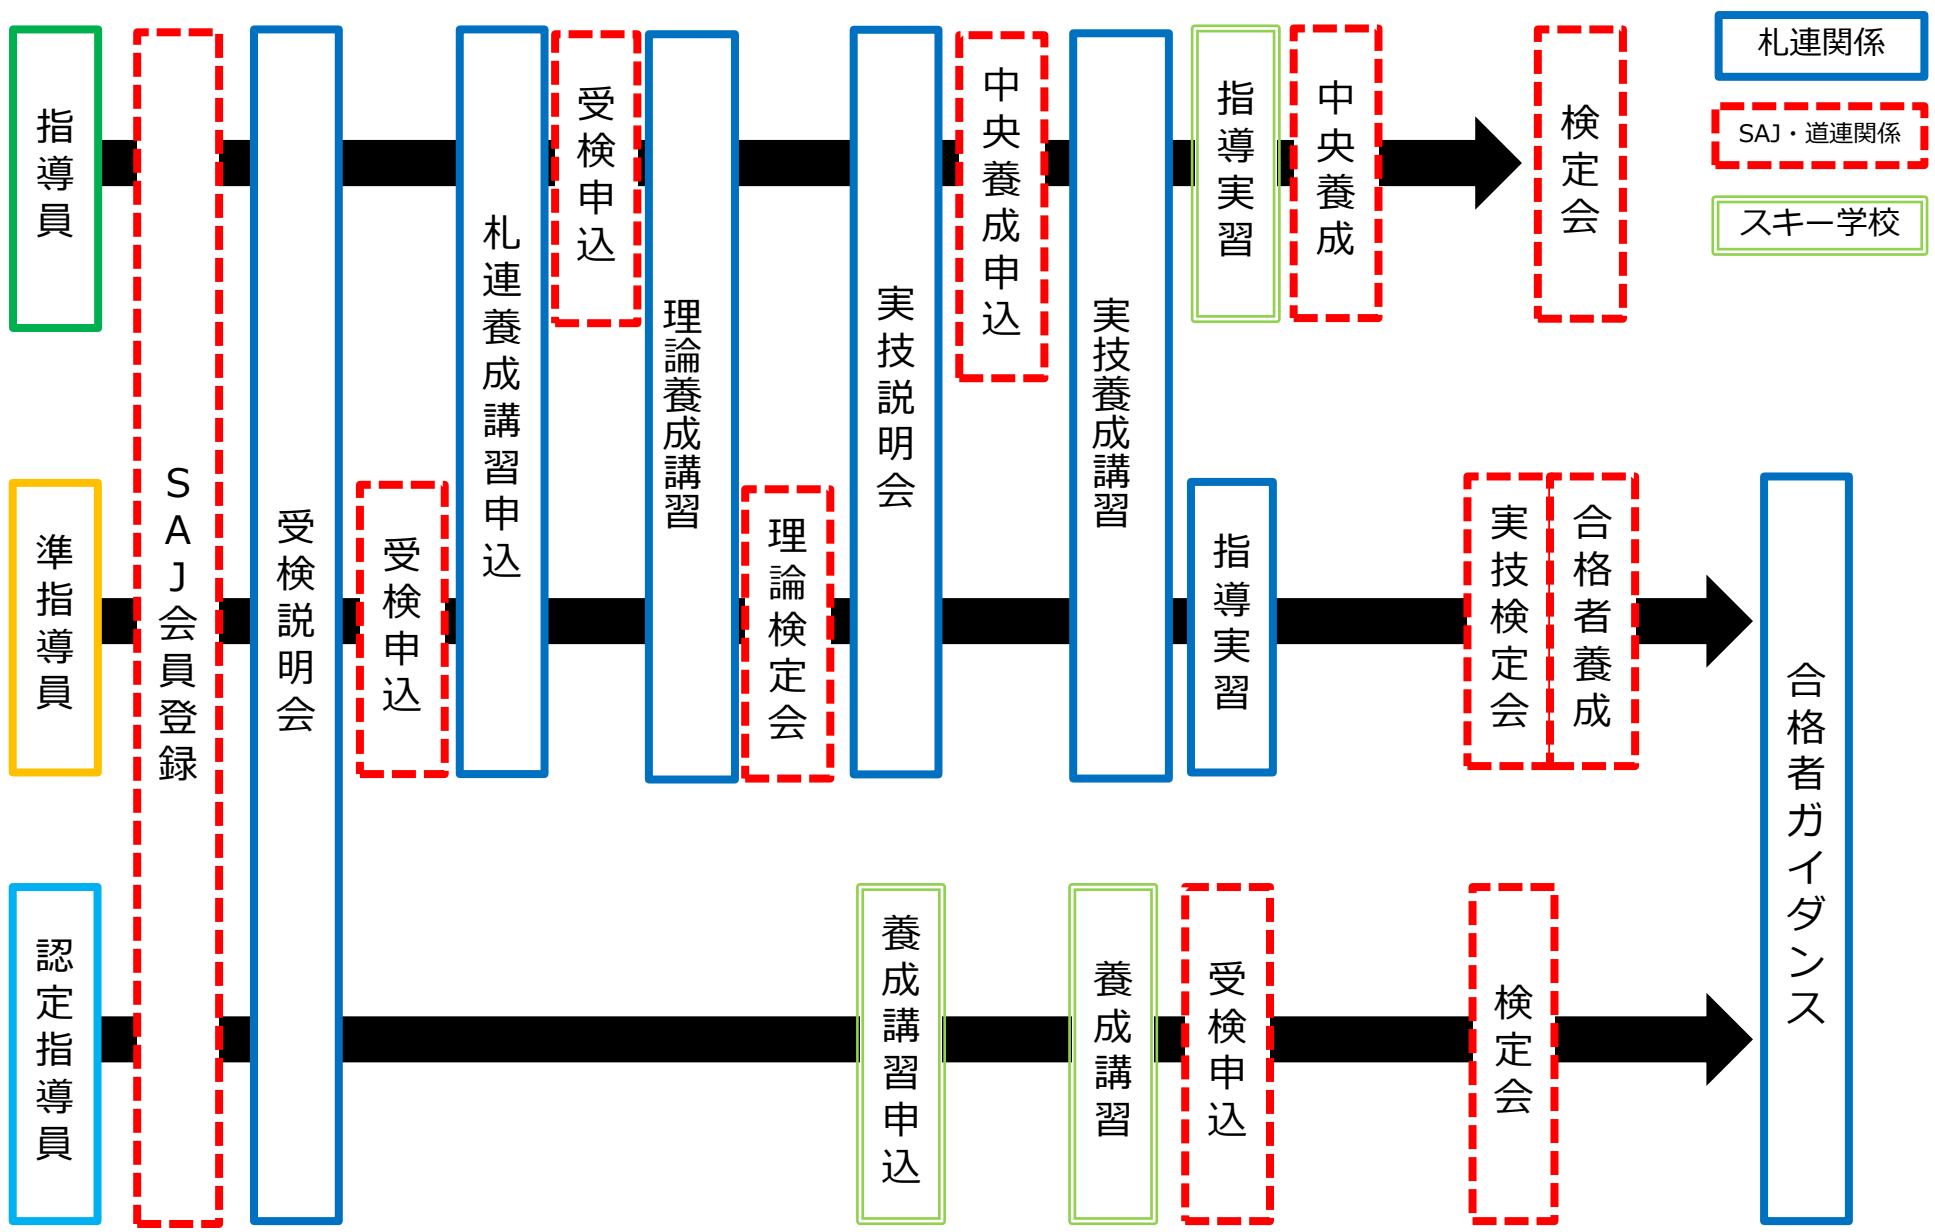 指導員
準指導員
認定指導員
SAJ会員登録
受検説明会
受検申込
札連養成講習申込
受検申込
理論養成講習
理論検定会
実技説明会
養成講習申込
中央養成申込
実技養成講習
養成講習
指導実習
指導実習
受検申込
中央養成
実技検定会
検定会
検定会
合格者養成
合格者ガイダンス
札連関係
SAJ・道連関係
スキー学校